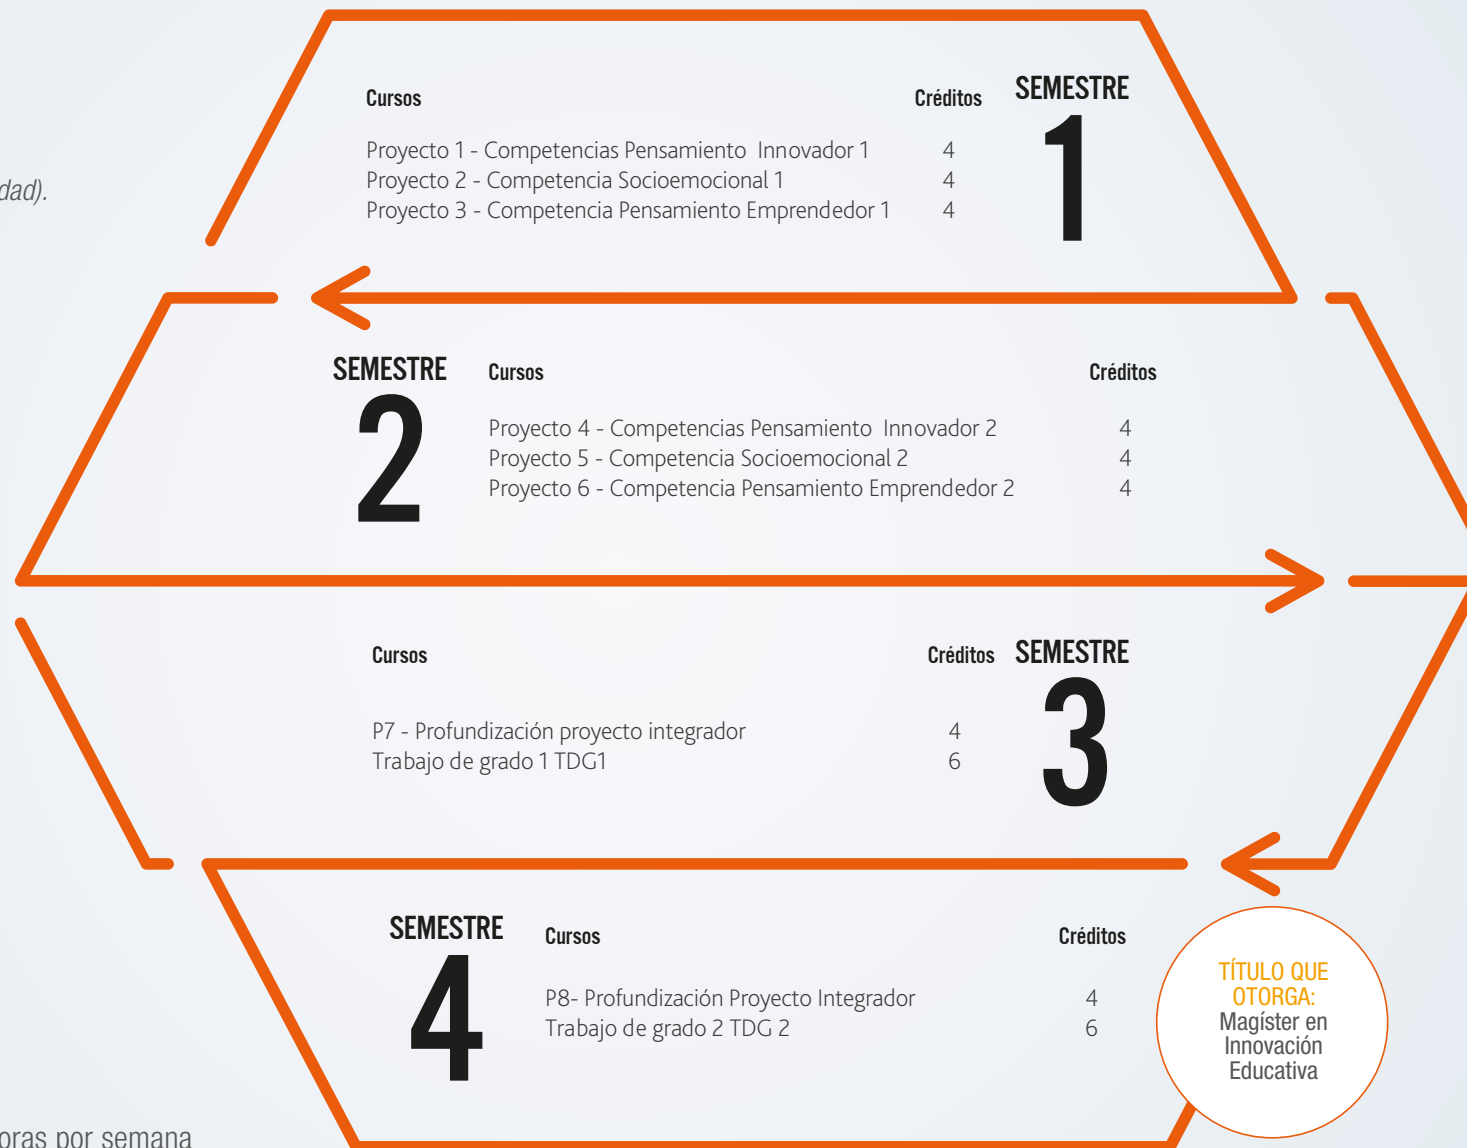 Cursos Créditos SEMESTRE
1
Proyecto 1 - Competencias Pensamiento Innovador 1 4
Proyecto 2 - Competencia Socioemocional 1 4
Proyecto 3 - Competencia Pensamiento Emprendedor 1 4
dad).
SEMESTRE Cursos Créditos
2
Proyecto 4 - Competencias Pensamiento Innovador 2 4
Proyecto 5 - Competencia Socioemocional 2 4
Proyecto 6 - Competencia Pensamiento Emprendedor 2 4
Cursos Créditos SEMESTRE
3
P7 - Profundización proyecto integrador 4
Trabajo de grado 1 TDG1 6
SEMESTRE Cursos Créditos
4
P8- Profundización Proyecto Integrador 4
Trabajo de grado 2 TDG 2 6
TÍTULO QUE
OTORGA:
Magíster en
Innovación
Educativa
oras por semana